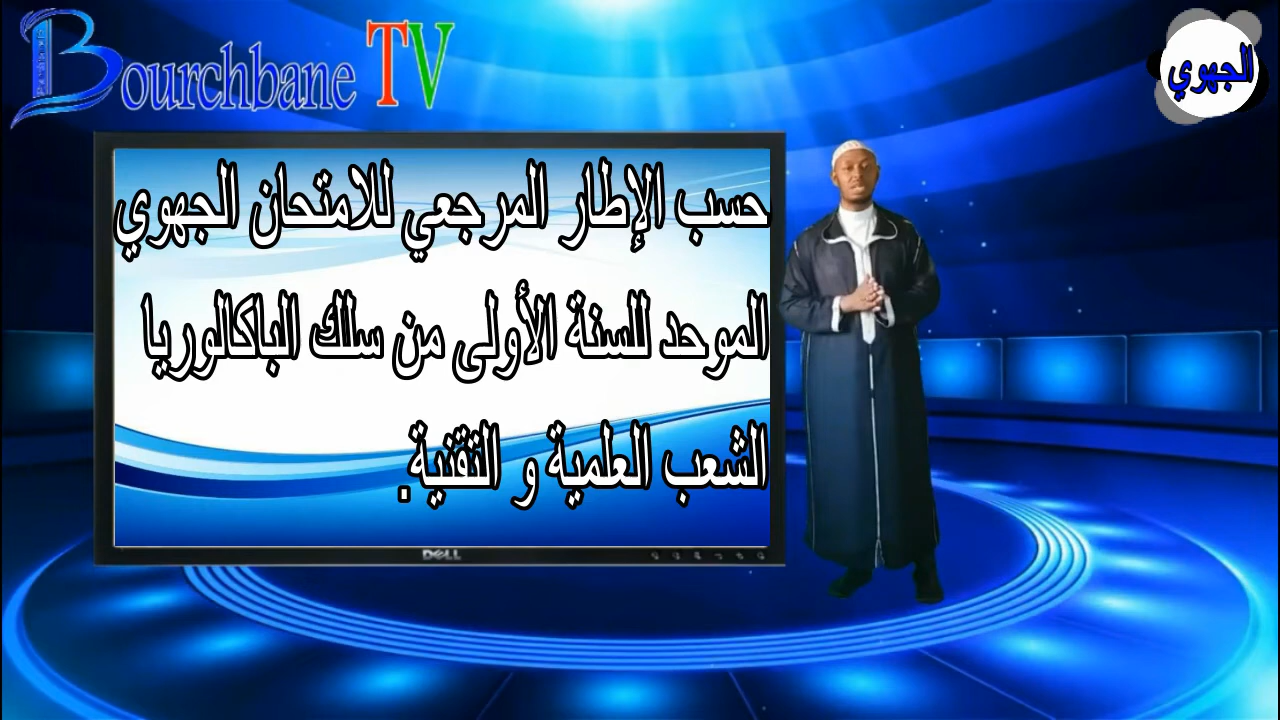 Bourchbane TV
الجهوي
حسب الإطار المرجعي للامتحان الجهوي
الموحد للسنة الأولى من سلك الباكالوريا
الشعب العلمية و التقنية.
DELL